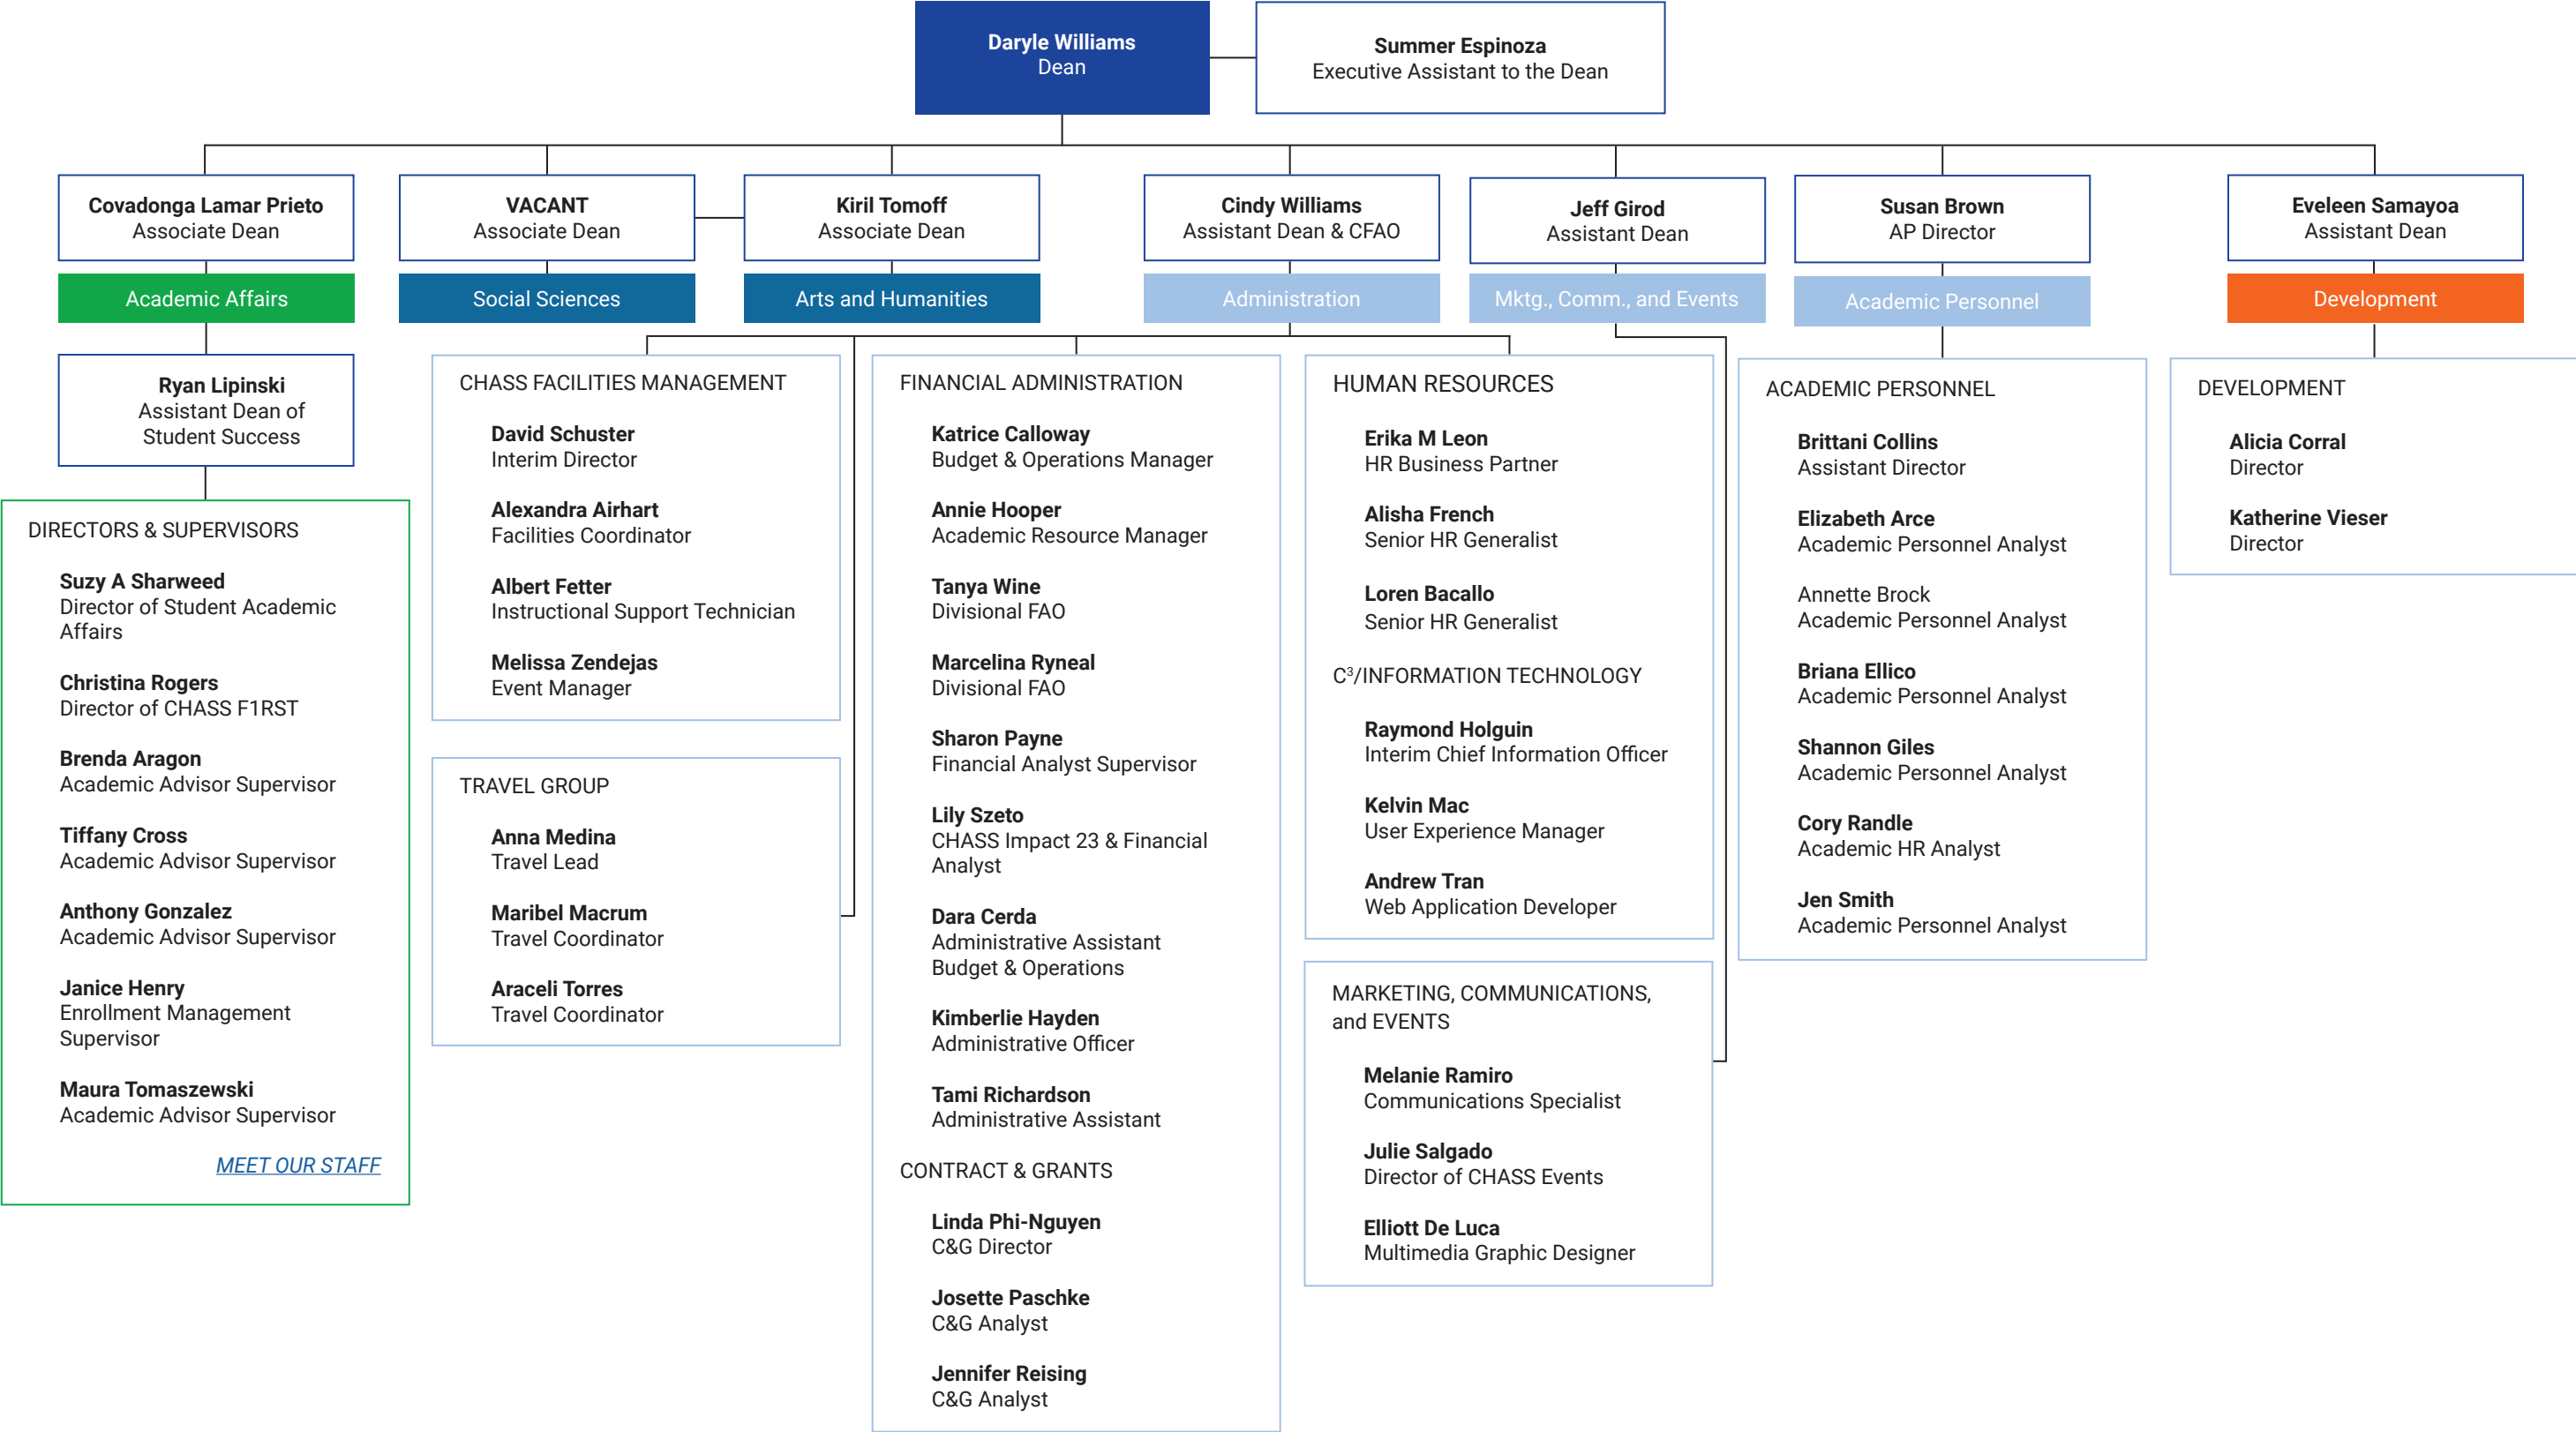 Daryle Williams
Dean
Summer Espinoza
Executive Assistant to the Dean
Covadonga Lamar Prieto
Associate Dean
Academic Affairs
VACANT
Associate Dean
Social Sciences
Kiril Tomoff
Associate Dean
Arts and Humanities
Cindy Williams
Assistant Dean & CFAO
Administration
Jeff Girod
Assistant Dean
Mktg., Comm., and Events
Susan Brown
AP Director
Academic Personnel
Eveleen Samayoa
Assistant Dean
Development
Ryan Lipinski
Assistant Dean of
Student Success
DIRECTORS & SUPERVISORS
Suzy A Sharweed
Director of Student Academic
Affairs
Christina Rogers
Director of CHASS F1RST
Brenda Aragon
Academic Advisor Supervisor
Tiffany Cross
Academic Advisor Supervisor
Anthony Gonzalez
Academic Advisor Supervisor
Janice Henry
Enrollment Management
Supervisor
Maura Tomaszewski
Academic Advisor Supervisor
MEET OUR STAFF
CHASS FACILITIES MANAGEMENT
David Schuster
Interim Director
Alexandra Airhart
Facilities Coordinator
Albert Fetter
Instructional Support Technician
Melissa Zendejas
Event Manager
TRAVEL GROUP
Anna Medina
Travel Lead
Maribel Macrum
Travel Coordinator
Araceli Torres
Travel Coordinator
FINANCIAL ADMINISTRATION
Katrice Calloway
Budget & Operations Manager
Annie Hooper
Academic Resource Manager
Tanya Wine
Divisional FAO
Marcelina Ryneal
Divisional FAO
Sharon Payne
Financial Analyst Supervisor
Lily Szeto
CHASS Impact 23 & Financial
Analyst
Dara Cerda
Administrative Assistant
Budget & Operations
Kimberlie Hayden
Administrative Officer
Tami Richardson
Administrative Assistant
CONTRACT & GRANTS
Linda Phi-Nguyen
C&G Director
Josette Paschke
C&G Analyst
Jennifer Reising
C&G Analyst
HUMAN RESOURCES
Erika M Leon
HR Business Partner
Alisha French
Senior HR Generalist
Loren Bacallo
Senior HR Generalist
C³/INFORMATION TECHNOLOGY
Raymond Holguin
Interim Chief Information Officer
Kelvin Mac
User Experience Manager
Andrew Tran
Web Application Developer
MARKETING, COMMUNICATIONS,
and EVENTS
Melanie Ramiro
Communications Specialist
Julie Salgado
Director of CHASS Events
Elliott De Luca
Multimedia Graphic Designer
ACADEMIC PERSONNEL
Brittani Collins
Assistant Director
Elizabeth Arce
Academic Personnel Analyst
Annette Brock
Academic Personnel Analyst
Briana Ellico
Academic Personnel Analyst
Shannon Giles
Academic Personnel Analyst
Cory Randle
Academic HR Analyst
Jen Smith
Academic Personnel Analyst
DEVELOPMENT
Alicia Corral
Director
Katherine Vieser
Director